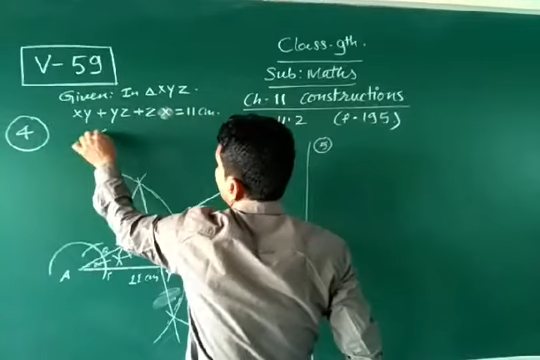 V-59
Class-9th.
Sub: Maths
Ch-11 constructions
11.2 (P-195)
Given: In ΔXYZ.
XY + YZ + ZX = 11 cm.
4
5
A
11 cm